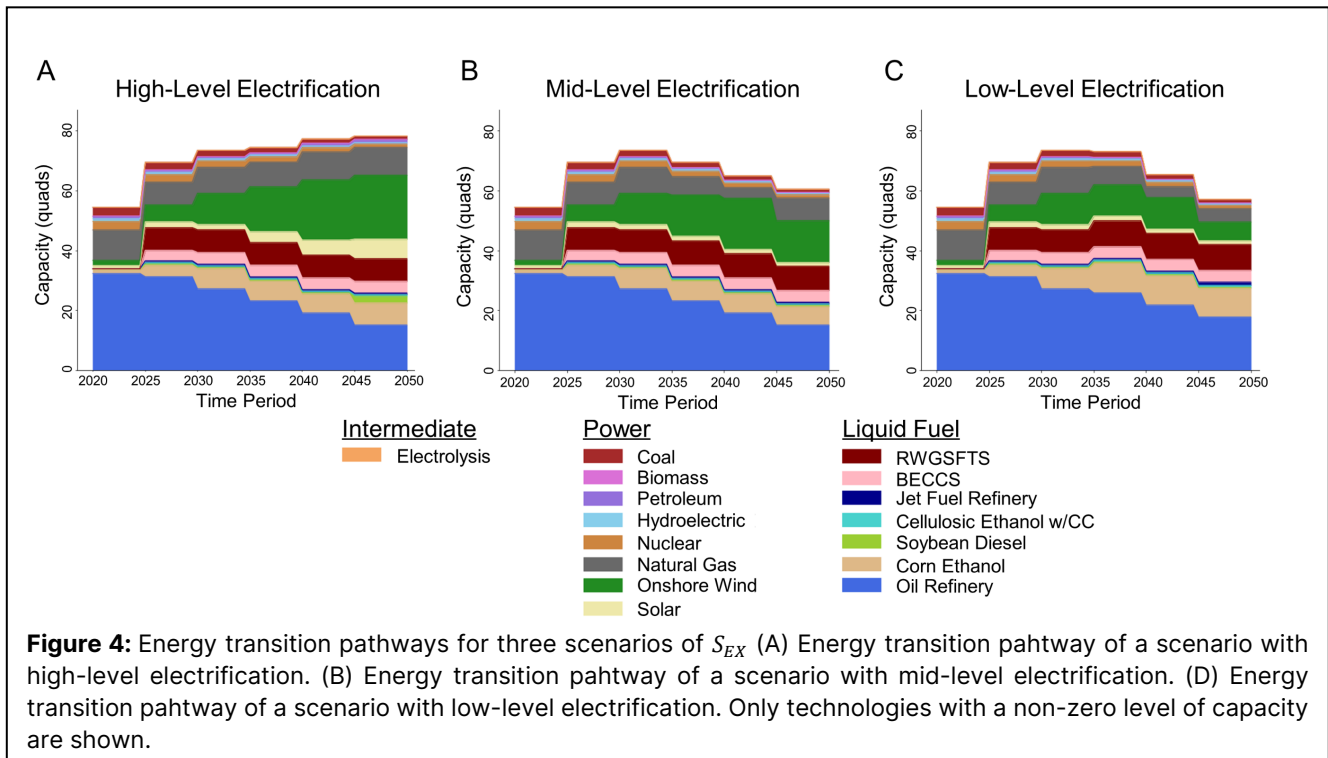 A
High-Level Electrification
Capacity (quads)
80
60
40
20
0
2020 2025 2030 2035 2040 2045 2050
Time Period
B
Mid-Level Electrification
Capacity (quads)
80
60
40
20
0
2020 2025 2030 2035 2040 2045 2050
Time Period
C
Low-Level Electrification
Capacity (quads)
80
60
40
20
0
2020 2025 2030 2035 2040 2045 2050
Time Period
Intermediate
Electrolysis
Power
Coal
Biomass
Petroleum
Hydroelectric
Nuclear
Natural Gas
Onshore Wind
Solar
Liquid Fuel
RWGSFTS
BECCS
Jet Fuel Refinery
Cellulosic Ethanol w/CC
Soybean Diesel
Corn Ethanol
Oil Refinery
Figure 4: Energy transition pathways for three scenarios of S_EX (A) Energy transition pahtway of a scenario with
high-level electrification. (B) Energy transition pahtway of a scenario with mid-level electrification. (D) Energy
transition pahtway of a scenario with low-level electrification. Only technologies with a non-zero level of capacity
are shown.